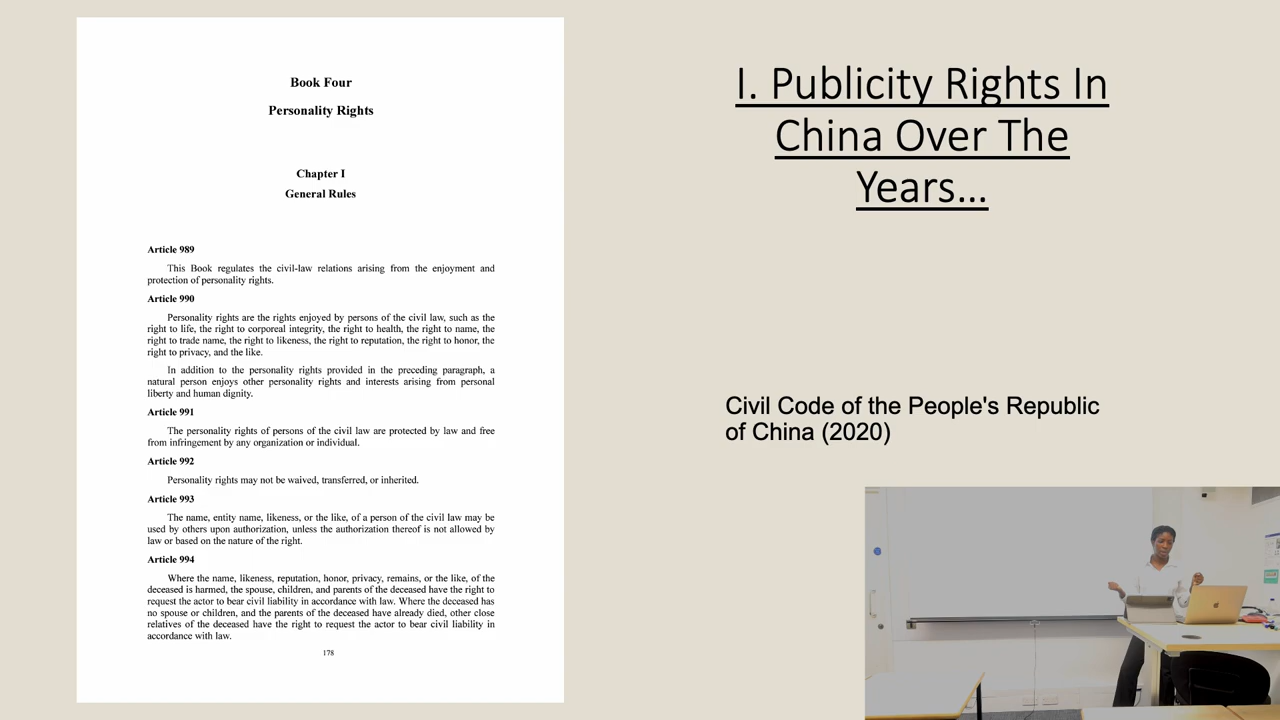 Book Four
Personality Rights
Chapter I
General Rules
Article 989
This Book regulates the civil-law relations arising from the enjoyment and
protection of personality rights.
Article 990
Personality rights are the rights enjoyed by persons of the civil law, such as the
right to life, the right to corporeal integrity, the right to health, the right to name, the
right to trade name, the right to likeness, the right to reputation, the right to honor, the
right to privacy, and the like.
In addition to the personality rights provided in the preceding paragraph, a
natural person enjoys other personality rights and interests arising from personal
liberty and human dignity.
Article 991
The personality rights of persons of the civil law are protected by law and free
from infringement by any organization or individual.
Article 992
Personality rights may not be waived, transferred, or inherited.
Article 993
The name, entity name, likeness, or the like, of a person of the civil law may be
used by others upon authorization, unless the authorization thereof is not allowed by
law or based on the nature of the right.
Article 994
Where the name, likeness, reputation, honor, privacy, remains, or the like, of the
deceased is harmed, the spouse, children, and parents of the deceased have the right to
request the actor to bear civil liability in accordance with law. Where the deceased has
no spouse or children, and the parents of the deceased have already died, other close
relatives of the deceased have the right to request the actor to bear civil liability in
accordance with law.
178
I. Publicity Rights In
China Over The
Years...
Civil Code of the People's Republic
of China (2020)